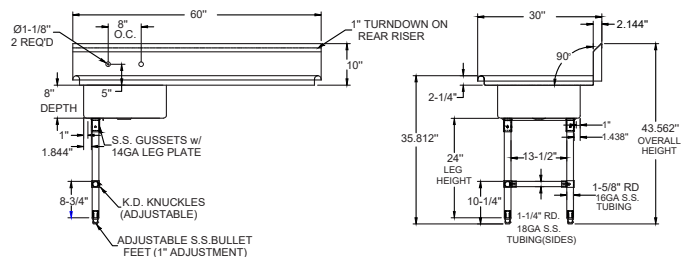 60"
8"
O.C.
Ø1-1/8"
2 REQ'D
1" TURNDOWN ON
REAR RISER
10"
5"
8"
DEPTH
1"
1.844"
S.S. GUSSETS w/
14GA LEG PLATE
8-3/4"
K.D. KNUCKLES
(ADJUSTABLE)
ADJUSTABLE S.S.BULLET
FEET (1" ADJUSTMENT)
30"
2.144"
90°
2-1/4"
35.812"
43.562"
OVERALL
HEIGHT
1"
1.438"
24"
LEG
HEIGHT
13-1/2"
10-1/4"
1-5/8" RD
16GA S.S.
TUBING
1-1/4" RD.
18GA S.S.
TUBING(SIDES)